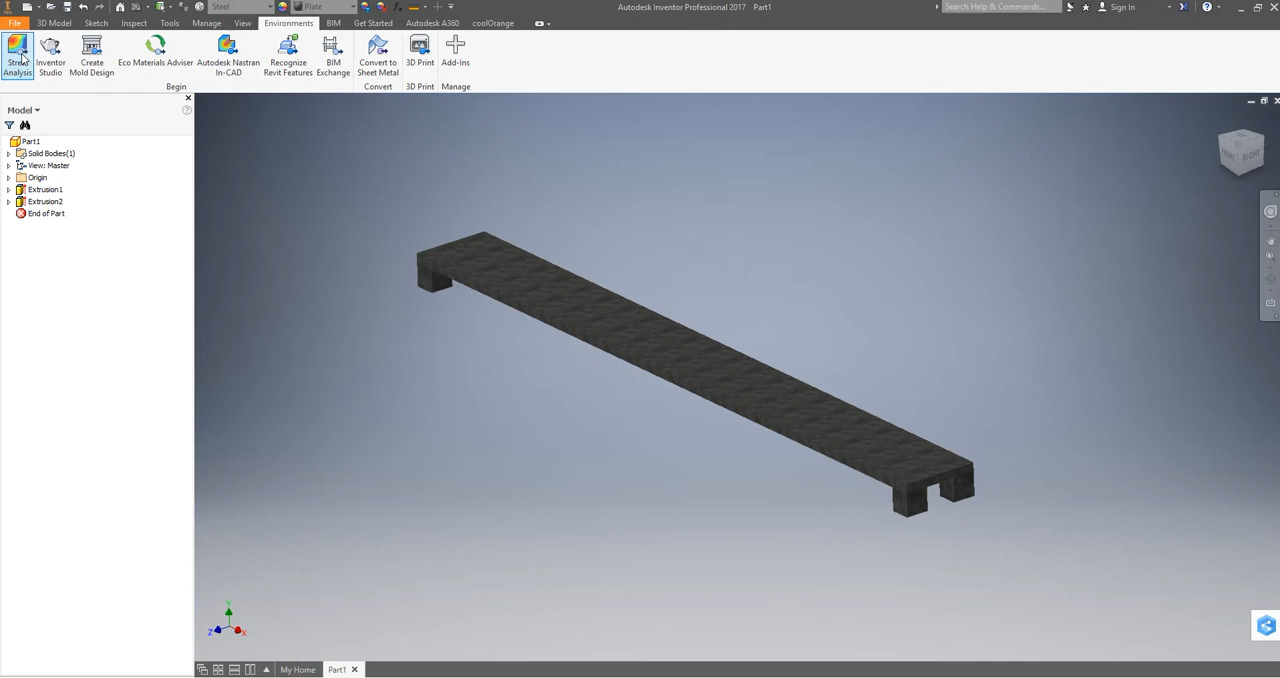 Steel
Plate
Autodesk Inventor Professional 2017 Part1
Search Help & Commands...
Sign In
File 3D Model Sketch Inspect Tools Manage View Environments BIM Get Started Autodesk A360 coolOrange
Stress Analysis
Inventor Studio
Create Mold Design
Eco Materials Adviser
Autodesk Nastran In-CAD
Recognize Revit Features
BIM Exchange
Convert to Sheet Metal
3D Print
Add-Ins
Begin
Convert
3D Print
Manage
Model
Part1
Solid Bodies(1)
View: Master
Origin
Extrusion1
Extrusion2
End of Part
FRONT
RIGHT
Y
Z
X
My Home
Part1